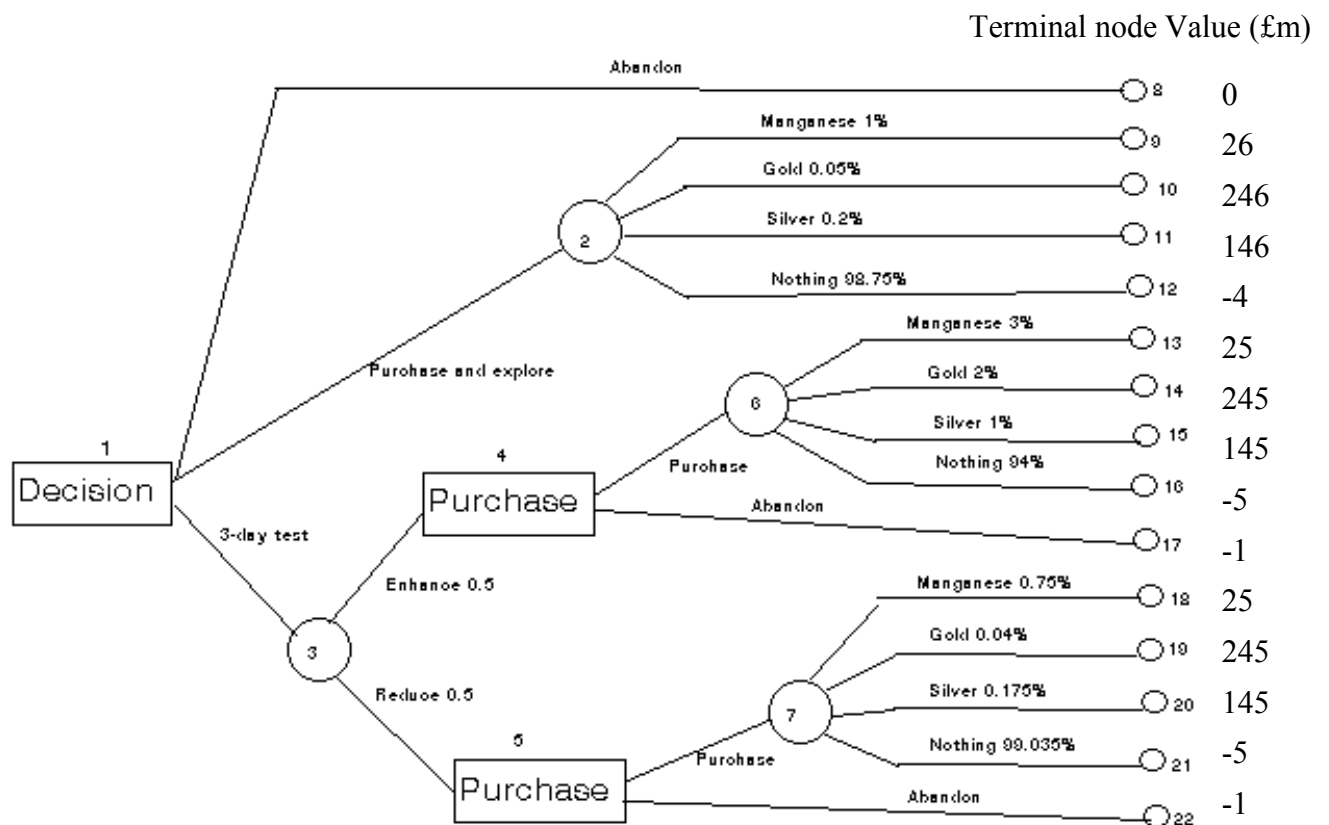 Terminal node Value (£m)
Abandon
8 0
Manganese 1%
9 26
Gold 0.05%
10 246
Silver 0.2%
2 11 146
Nothing 98.75%
12 -4
Manganese 3%
13 25
Purchase and explore
Gold 2%
6 14 245
Silver 1%
15 145
1 4
Nothing 94%
Purchase
16 -5
Decision Purchase
Abandon
3-day test
17 -1
Enhance 0.5
Manganese 0.75%
18 25
Gold 0.04%
3 19 245
Reduce 0.5
Silver 0.175%
20 145
7
5
Nothing 99.035%
Purchase
21 -5
Purchase
Abandon
22 -1